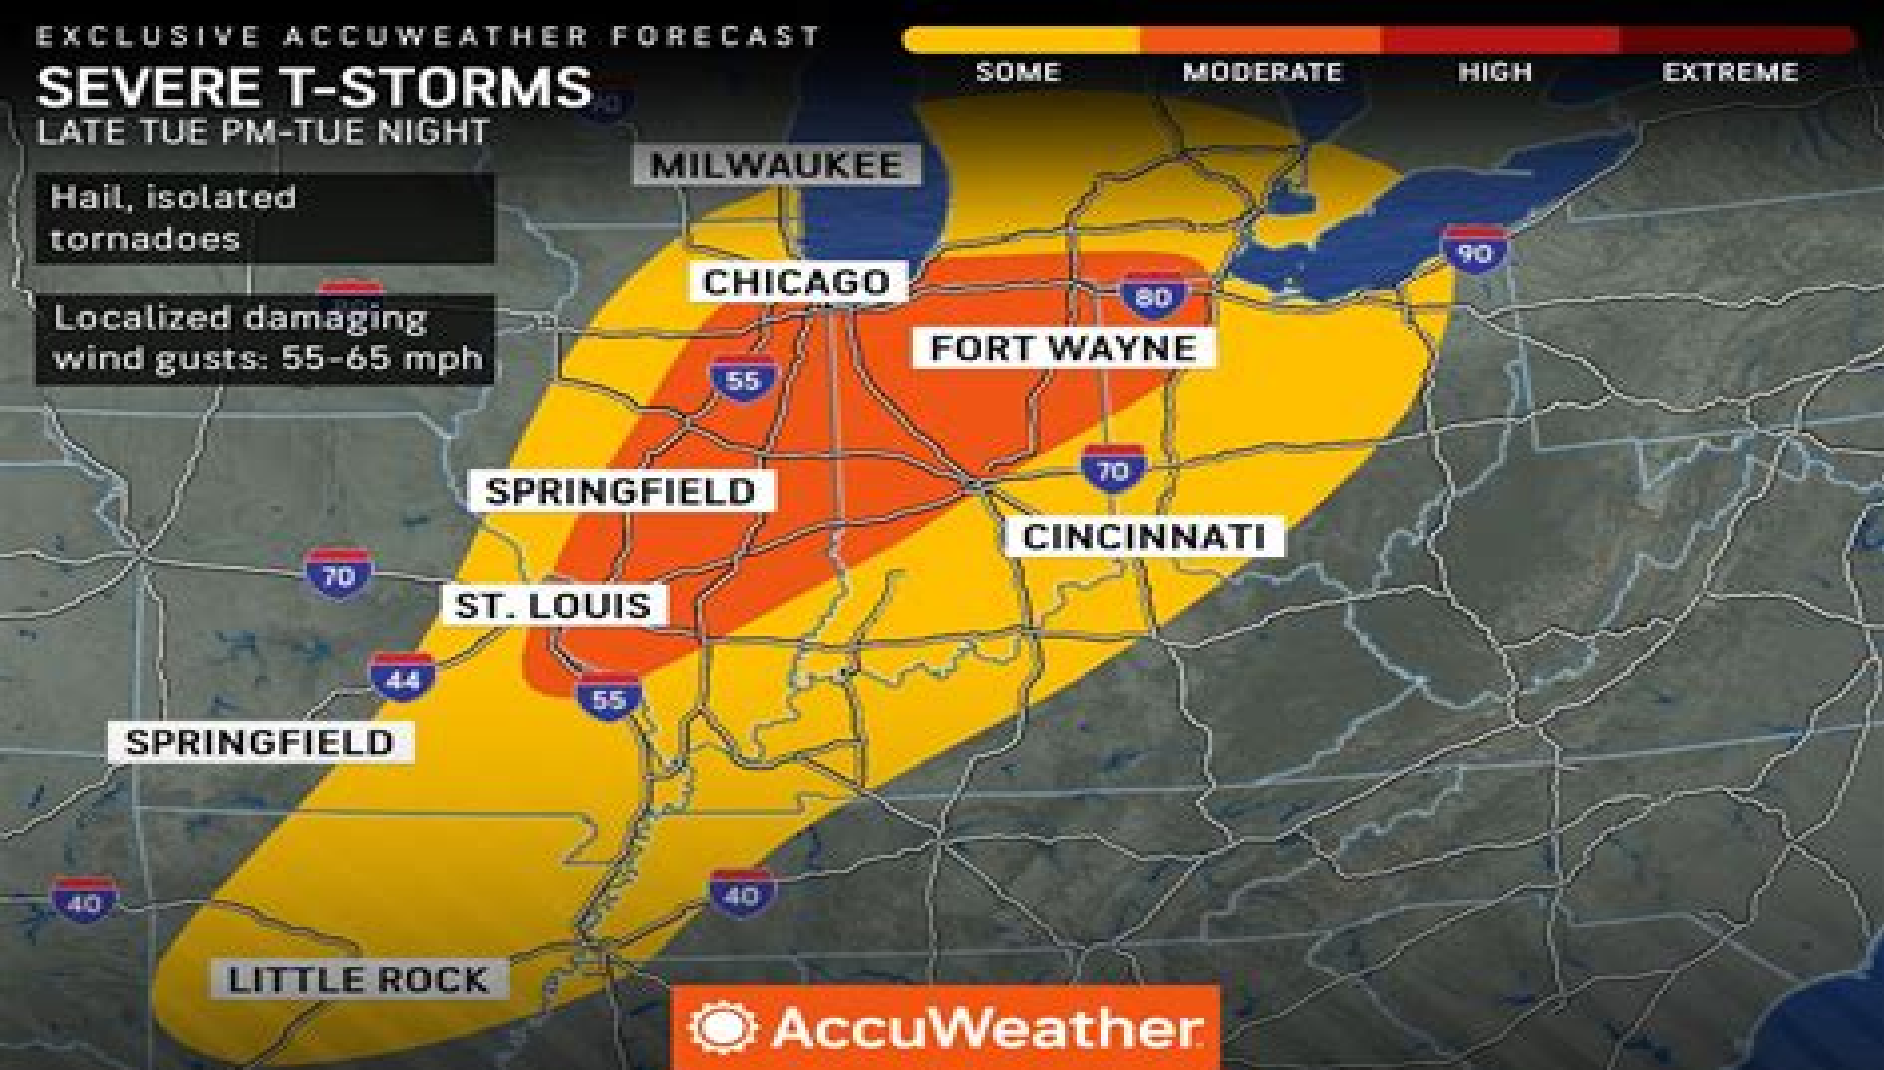 EXCLUSIVE ACCUWEATHER FORECAST
SEVERE T-STORMS
LATE TUE PM-TUE NIGHT
SOME
MODERATE
HIGH
EXTREME
Hail, isolated
tornadoes
Localized damaging
wind gusts: 55-65 mph
MILWAUKEE
90
CHICAGO
80
FORT WAYNE
55
70
SPRINGFIELD
CINCINNATI
70
ST. LOUIS
44
55
SPRINGFIELD
40
40
LITTLE ROCK
AccuWeather